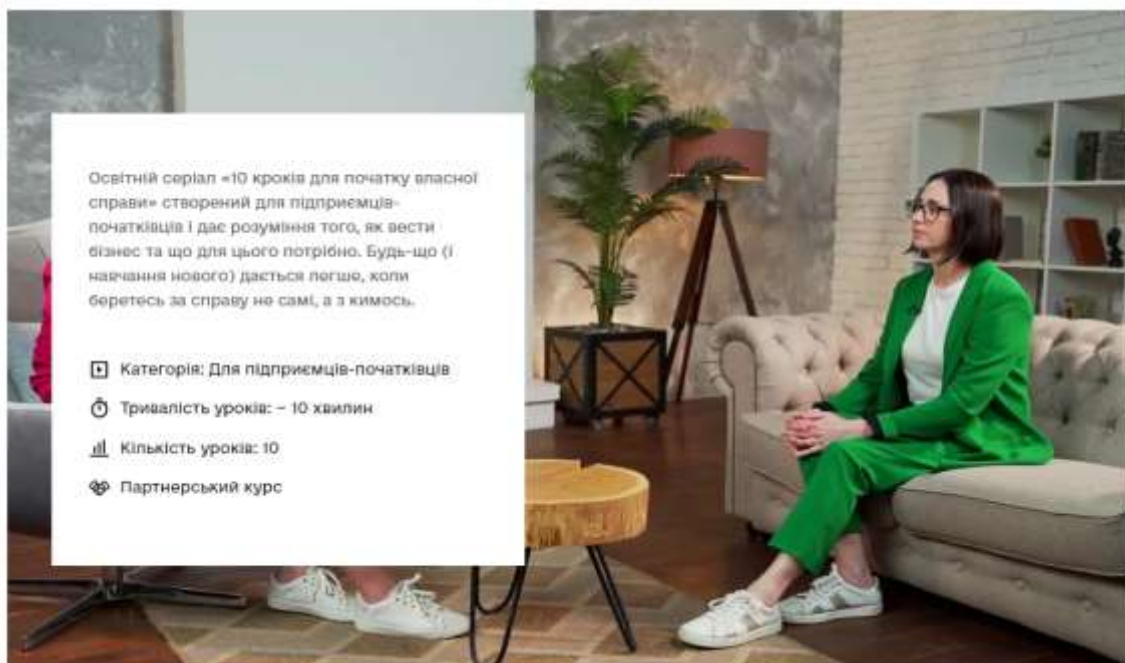 Освітній серіал «10 кроків для початку власної
справи» створений для підприємців-
початківців і дає розуміння того, як вести
бізнес та що для цього потрібно. Будь-що (і
навчання нового) дається легше, коли
беретесь за справу не самі, а з кимось.
Категорія: Для підприємців-початківців
Тривалість уроків: ~ 10 хвилин
Кількість уроків: 10
Партнерський курс